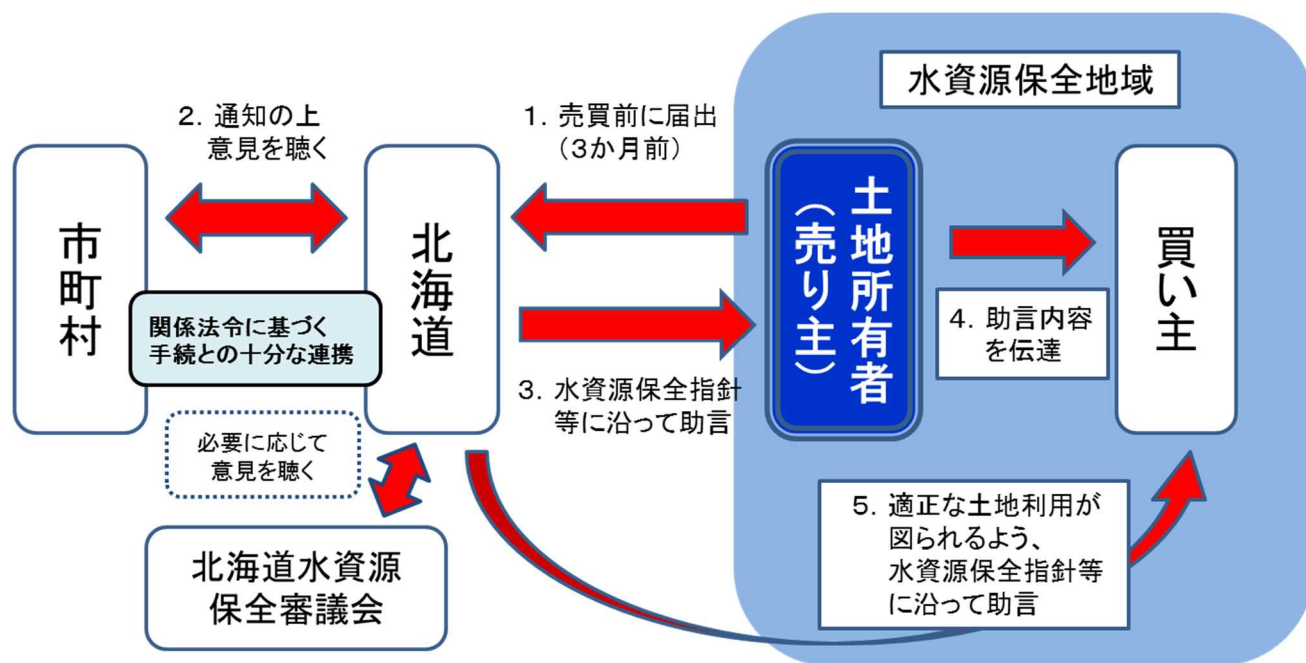 水資源保全地域
2. 通知の上
意見を聴く
1. 売買前に届出
(3か月前)
市町村
北海道
土地所有者
(売り主)
買い主
関係法令に基づく
手続との十分な連携
3. 水資源保全指針
等に沿って助言
4. 助言内容
を伝達
必要に応じて
意見を聴く
北海道水資源
保全審議会
5. 適正な土地利用が
図られるよう、
水資源保全指針等
に沿って助言